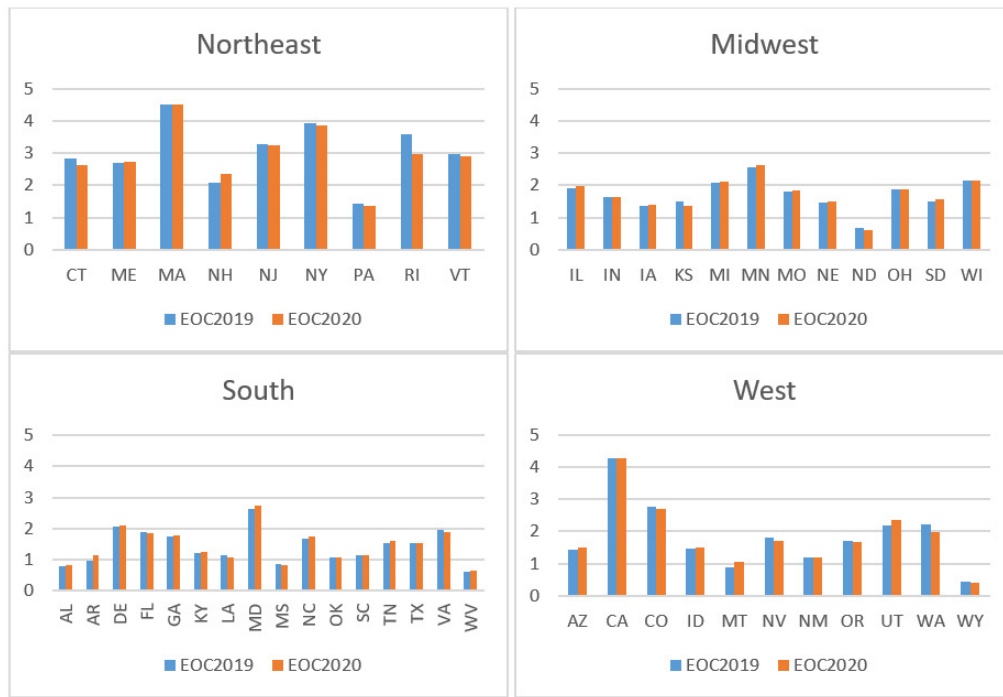 Northeast
5
4
3
2
1
0
CT ME MA NH NJ NY PA RI VT
EOC2019 EOC2020
Midwest
5
4
3
2
1
0
IL IN IA KS MI MN MO NE ND OH SD WI
EOC2019 EOC2020
South
5
4
3
2
1
0
AL AR DE FL GA KY LA MD MS NC OK SC TN TX VA WV
EOC2019 EOC2020
West
5
4
3
2
1
0
AZ CA CO ID MT NV NM OR UT WA WY
EOC2019 EOC2020